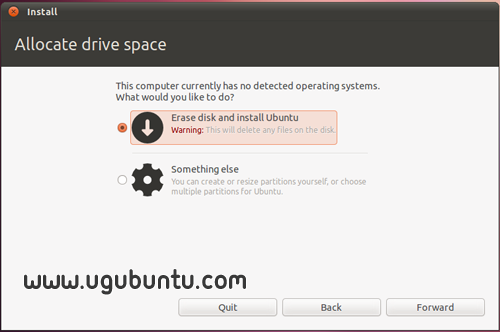 Install
Allocate drive space
This computer currently has no detected operating systems.
What would you like to do?
Erase disk and install Ubuntu
Warning: This will delete any files on the disk.
Something else
You can create or resize partitions yourself, or choose
multiple partitions for Ubuntu.
www.ugubuntu.com
Quit
Back
Forward